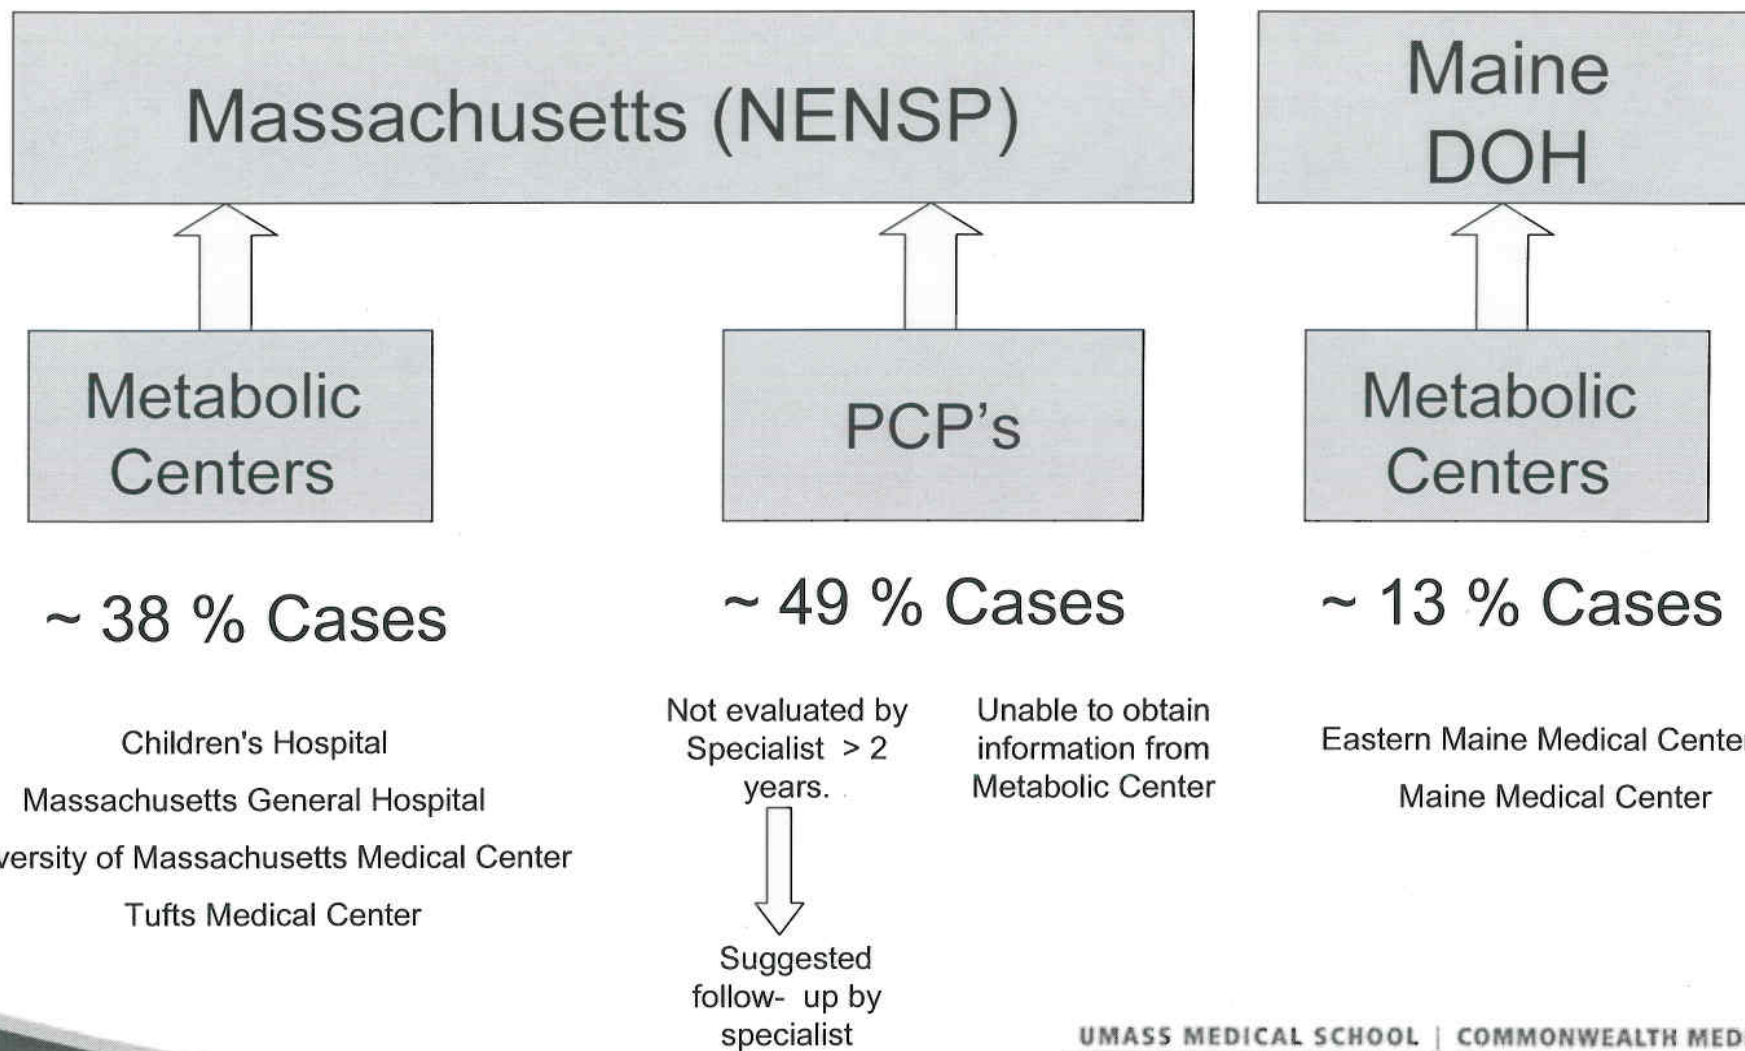 Massachusetts (NENSP)
Maine
DOH
Metabolic
Centers
PCP's
Metabolic
Centers
~ 38 % Cases
~ 49 % Cases
~ 13 % Cases
Children's Hospital
Massachusetts General Hospital
versity of Massachusetts Medical Center
Tufts Medical Center
Not evaluated by
Specialist > 2
years.
Suggested
follow- up by
specialist
Unable to obtain
information from
Metabolic Center
Eastern Maine Medical Cente
Maine Medical Center
UMASS MEDICAL SCHOOL | COMMONWEALTH MED